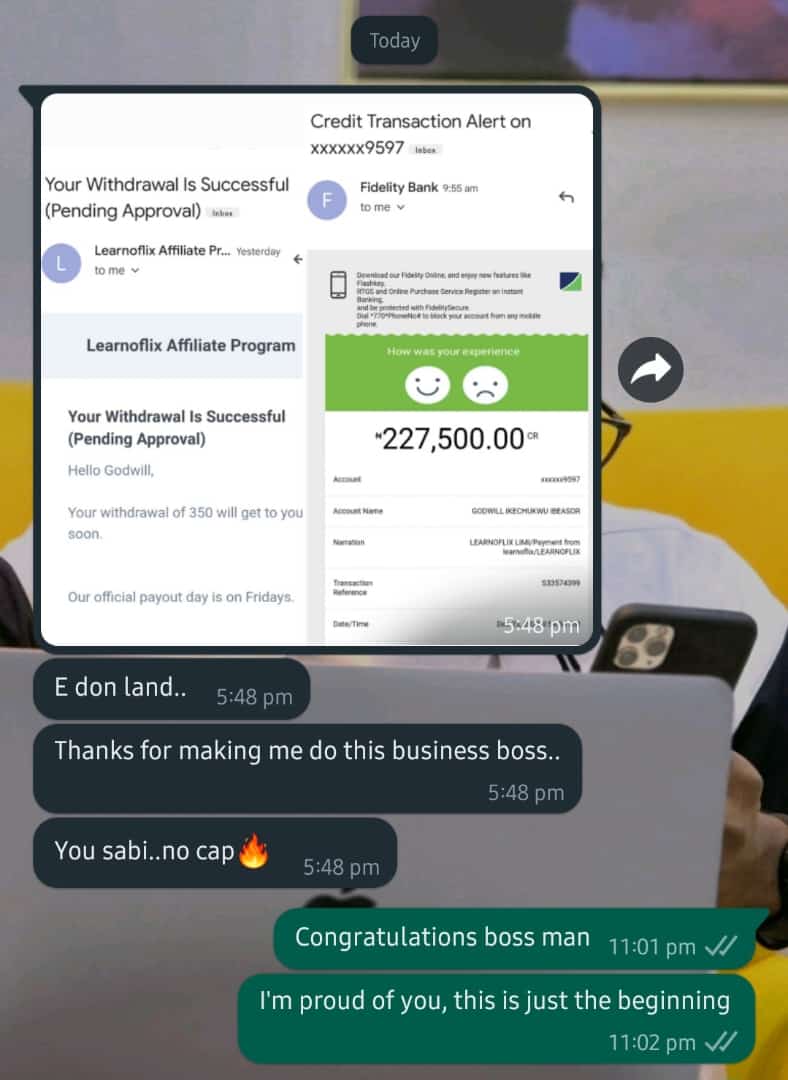 Today
Your Withdrawal Is Successful
(Pending Approval) Inbox
L
Learnoflix Affiliate Pr... Yesterday
to me
Learnoflix Affiliate Program
Your Withdrawal Is Successful
(Pending Approval)
Hello Godwill,
Your withdrawal of 350 will get to you
soon.
Our official payout day is on Fridays.
Credit Transaction Alert on
xxxxxx9597 Inbox
F
Fidelity Bank 9:55 am
to me
Download our Fidelity Online, and enjoy new features like
Flashkey,
RTGS and Online Purchase Service Register on Instant
Banking,
and be protected with FidelitySecure.
Dial *770*PhoneNo# to block your account from any mobile
phone.
How was your experience
₦227,500.00 CR
Account xxxxxx9597
Account Name GODWILL IKECHUKWU IBEASOR
Narration LEARNOFLIX LIMI/Payment from
learnoflix/LEARNOFLIX
Transaction
Reference
S33574399
Date/Time
5:48 pm
E don land.. 5:48 pm
Thanks for making me do this business boss..
5:48 pm
You sabi..no cap🔥 5:48 pm
Congratulations boss man 11:01 pm
I'm proud of you, this is just the beginning
11:02 pm